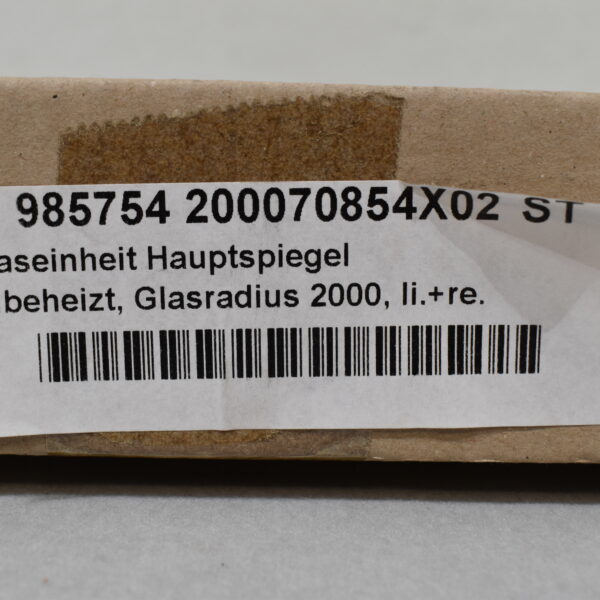 985754 200070854X02 ST
aseinheit Hauptspiegel
beheizt, Glasradius 2000, li.+re.